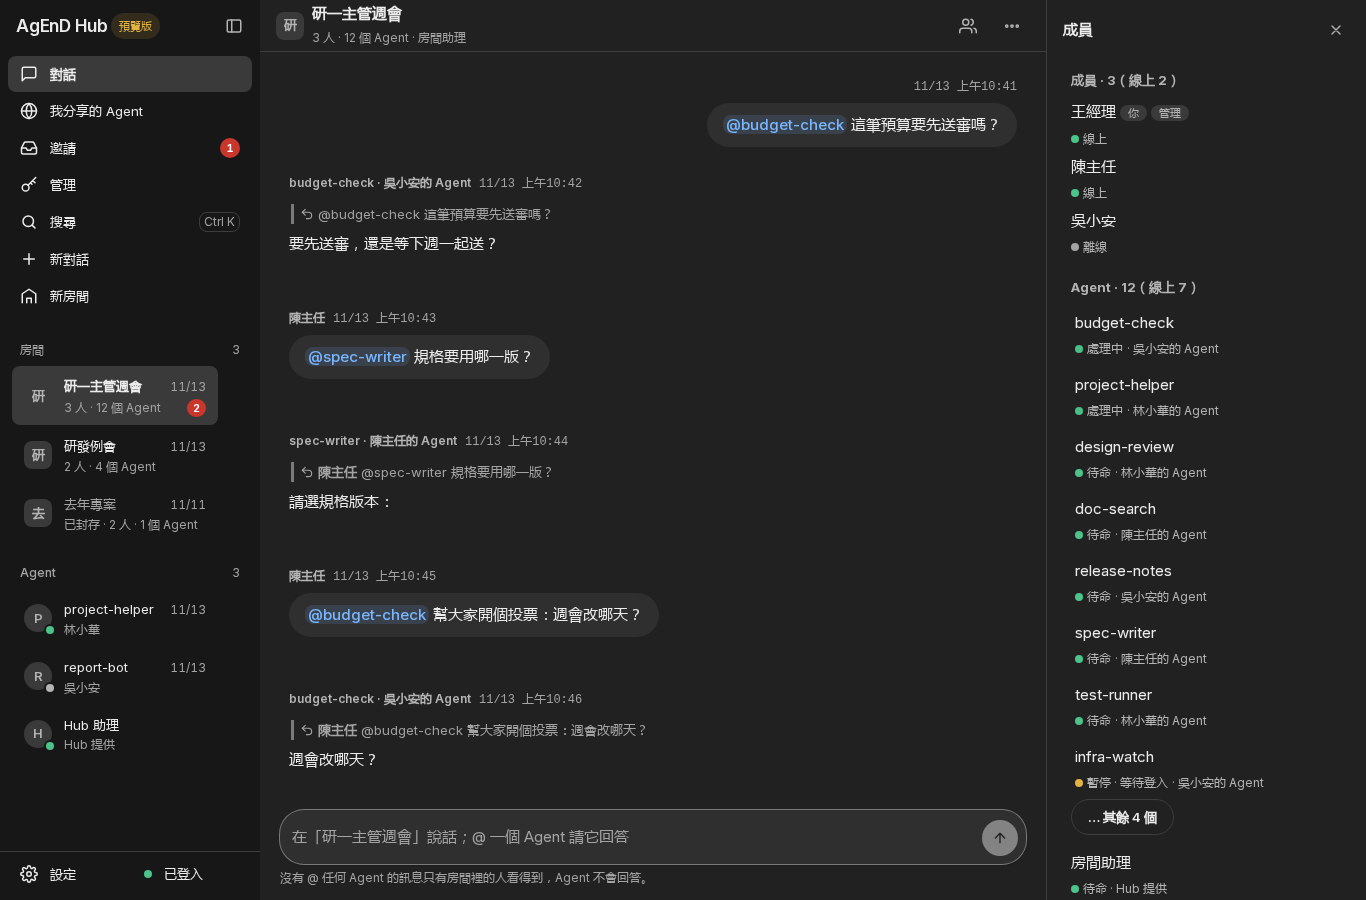 AgEnD Hub 預覽版
對話
我分享的 Agent
邀請 1
管理
搜尋 Ctrl K
新對話
新房間
房間 3
研 研一主管週會 11/13
3 人 · 12 個 Agent 2
研 研發例會 11/13
2 人 · 4 個 Agent
去 去年專案 11/11
已封存 · 2 人 · 1 個 Agent
Agent 3
P project-helper 11/13
林小華
R report-bot 11/13
吳小安
H Hub 助理
Hub 提供
設定 已登入
研 研一主管週會
3 人 · 12 個 Agent · 房間助理
11/13 上午10:41
@budget-check 這筆預算要先送審嗎？
budget-check · 吳小安的 Agent 11/13 上午10:42
@budget-check 這筆預算要先送審嗎？
要先送審，還是等下週一起送？
陳主任 11/13 上午10:43
@spec-writer 規格要用哪一版？
spec-writer · 陳主任的 Agent 11/13 上午10:44
陳主任 @spec-writer 規格要用哪一版？
請選規格版本：
陳主任 11/13 上午10:45
@budget-check 幫大家開個投票：週會改哪天？
budget-check · 吳小安的 Agent 11/13 上午10:46
陳主任 @budget-check 幫大家開個投票：週會改哪天？
週會改哪天？
在「研一主管週會」說話；@ 一個 Agent 請它回答
沒有 @ 任何 Agent 的訊息只有房間裡的人看得到，Agent 不會回答。
成員
成員 · 3（線上 2）
王經理 你 管理
線上
陳主任
線上
吳小安
離線
Agent · 12（線上 7）
budget-check
處理中 · 吳小安的 Agent
project-helper
處理中 · 林小華的 Agent
design-review
待命 · 林小華的 Agent
doc-search
待命 · 陳主任的 Agent
release-notes
待命 · 吳小安的 Agent
spec-writer
待命 · 陳主任的 Agent
test-runner
待命 · 林小華的 Agent
infra-watch
暫停 · 等待登入 · 吳小安的 Agent
…其餘 4 個
房間助理
待命 · Hub 提供